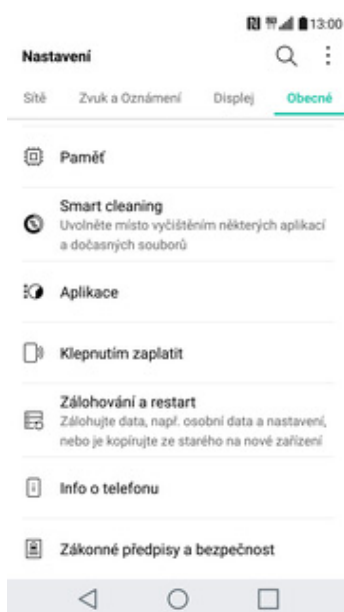 13:00
Nastavení
Sítě Zvuk a Oznámení Displej Obecné
Paměť
Smart cleaning
Uvolněte místo vyčištěním některých aplikací
a dočasných souborů
Aplikace
Klepnutím zaplatit
Zálohování a restart
Zálohujte data, např. osobní data a nastavení,
nebo je kopírujte ze starého na nové zařízení
Info o telefonu
Zákonné předpisy a bezpečnost